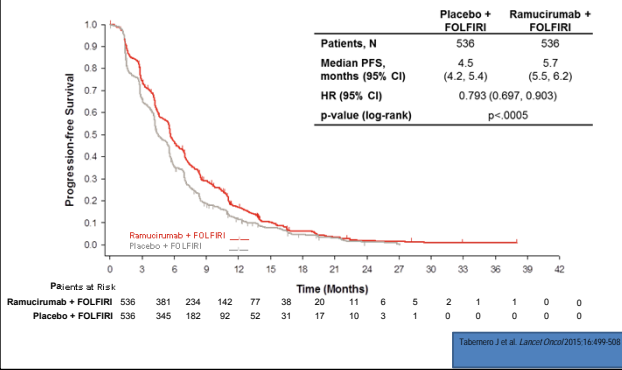 Placebo + FOLFIRI Ramucirumab + FOLFIRI
Patients, N 536 536
Median PFS, months (95% CI) 4.5 (4.2, 5.4) 5.7 (5.5, 6.2)
HR (95% CI) 0.793 (0.697, 0.903)
p-value (log-rank) p<.0005
Progression-free Survival
1.0
0.9
0.8
0.7
0.6
0.5
0.4
0.3
0.2
0.1
0.0
Ramucirumab + FOLFIRI
Placebo + FOLFIRI
0 3 6 9 12 15 18 21 24 27 30 33 36 39 42
Time (Months)
Patients at Risk
Ramucirumab + FOLFIRI 536 381 234 142 77 38 20 11 6 5 2 1 1 0 0
Placebo + FOLFIRI 536 345 182 92 52 31 17 10 3 1 0 0 0 0 0
Tabernero J et al. Lancet Oncol 2015;16:499-508